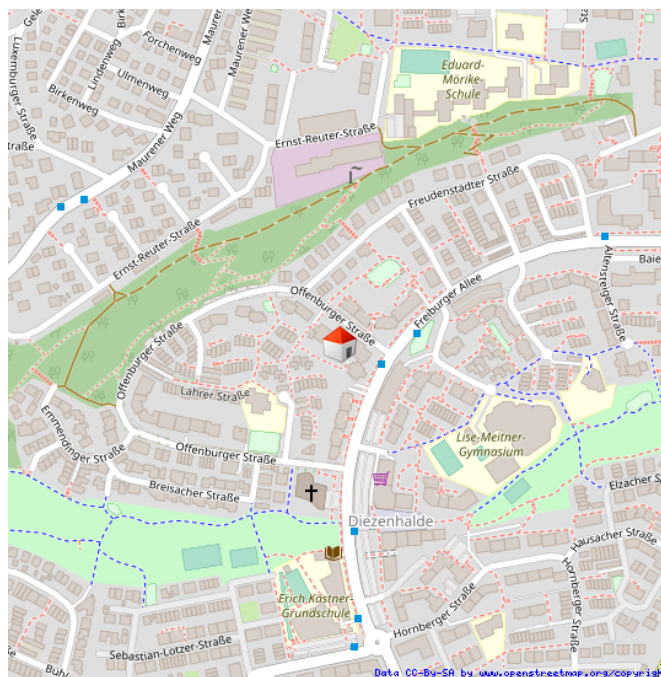 Maurene
Forchenweg
Lindenweg
Ulmenweg
Birkenweg
Luxemburger Straße
Maurener Weg
Maurener Weg
Eduard-
Mörike-
Schule
Ernst-Reuter-Straße
Freudenstädter Straße
Ernst-Reuter-Straße
Altensteiger Straße
Offenburger Straße
Freiburger Allee
Offenburger Straße
Lahrer Straße
Emmendinger Straße
Offenburger Straße
Lise-Meitner-
Gymnasium
Breisacher Straße
Diezenhalde
Elzacher Straße
Hausacher Straße
Erich Kästner-
Grundschule
Hornberger Straße
Hornberger Straße
Sebastian-Lotzer-Straße
Data CC-By-SA by www.openstreetmap.org/copyrigh